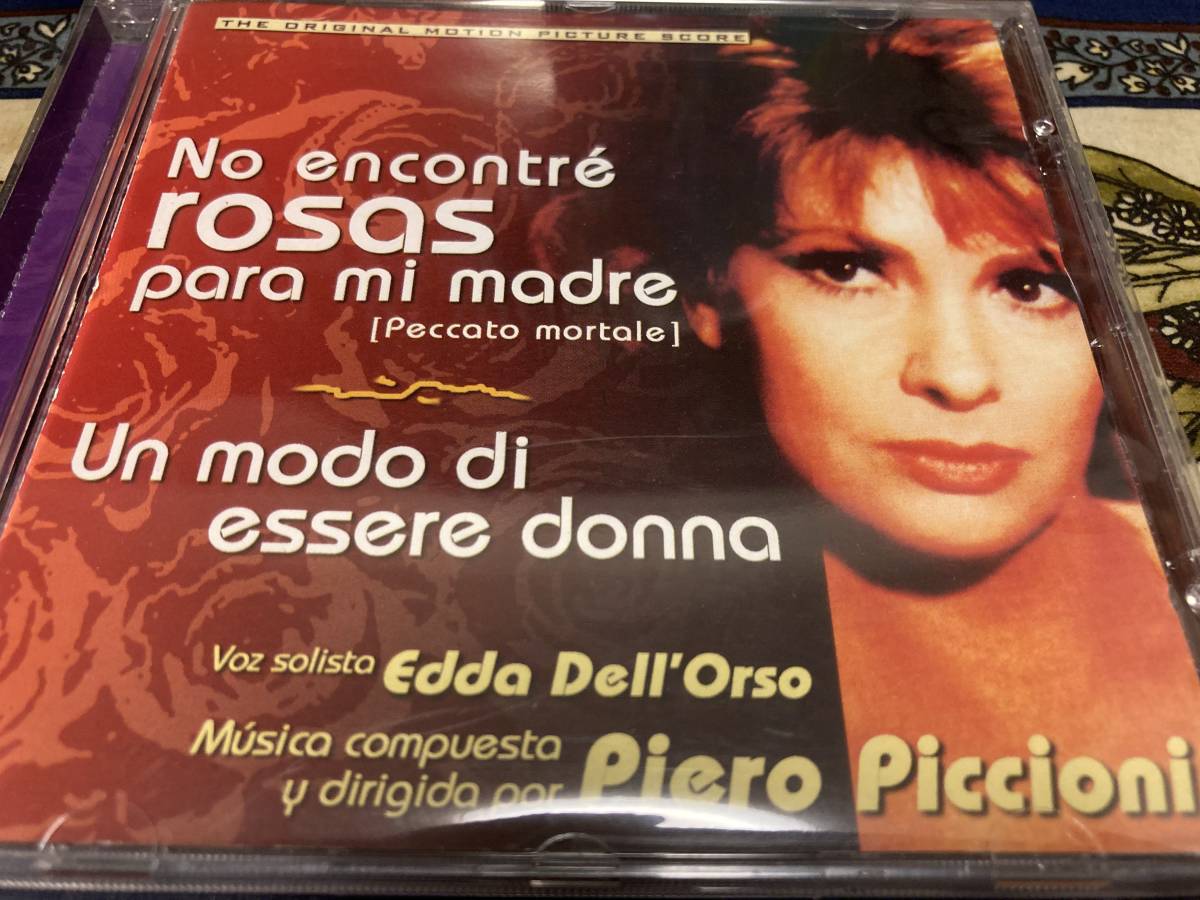 THE ORIGINAL MOTION PICTURE SCORE
No encontré
rosas
para mi madre
[Peccato mortale]
Un modo di
essere donna
Voz solista Edda Dell'Orso
Música compuesta
y dirigida por Piero Piccioni